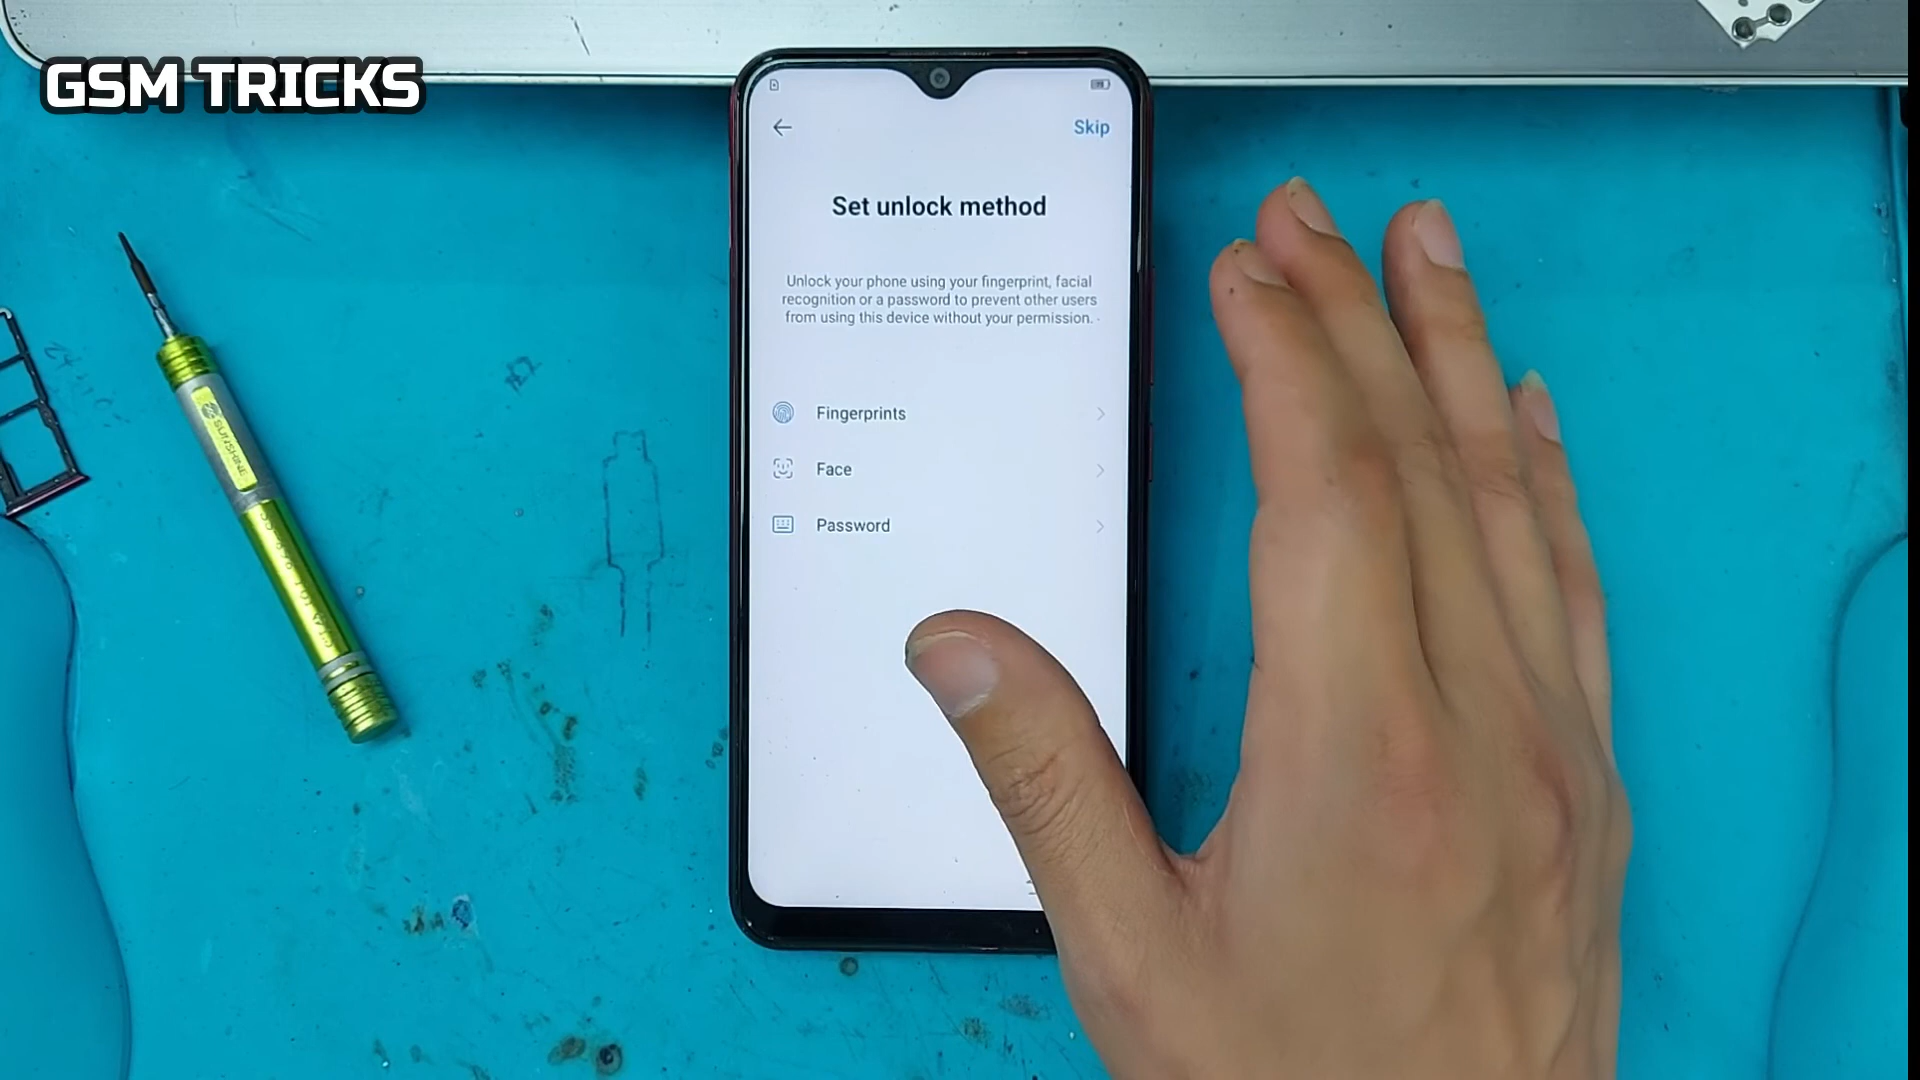 GSM TRICKS
Skip
Set unlock method
Unlock your phone using your fingerprint, facial
recognition or a password to prevent other users
from using this device without your permission.
Fingerprints
Face
Password
SUNSHINE